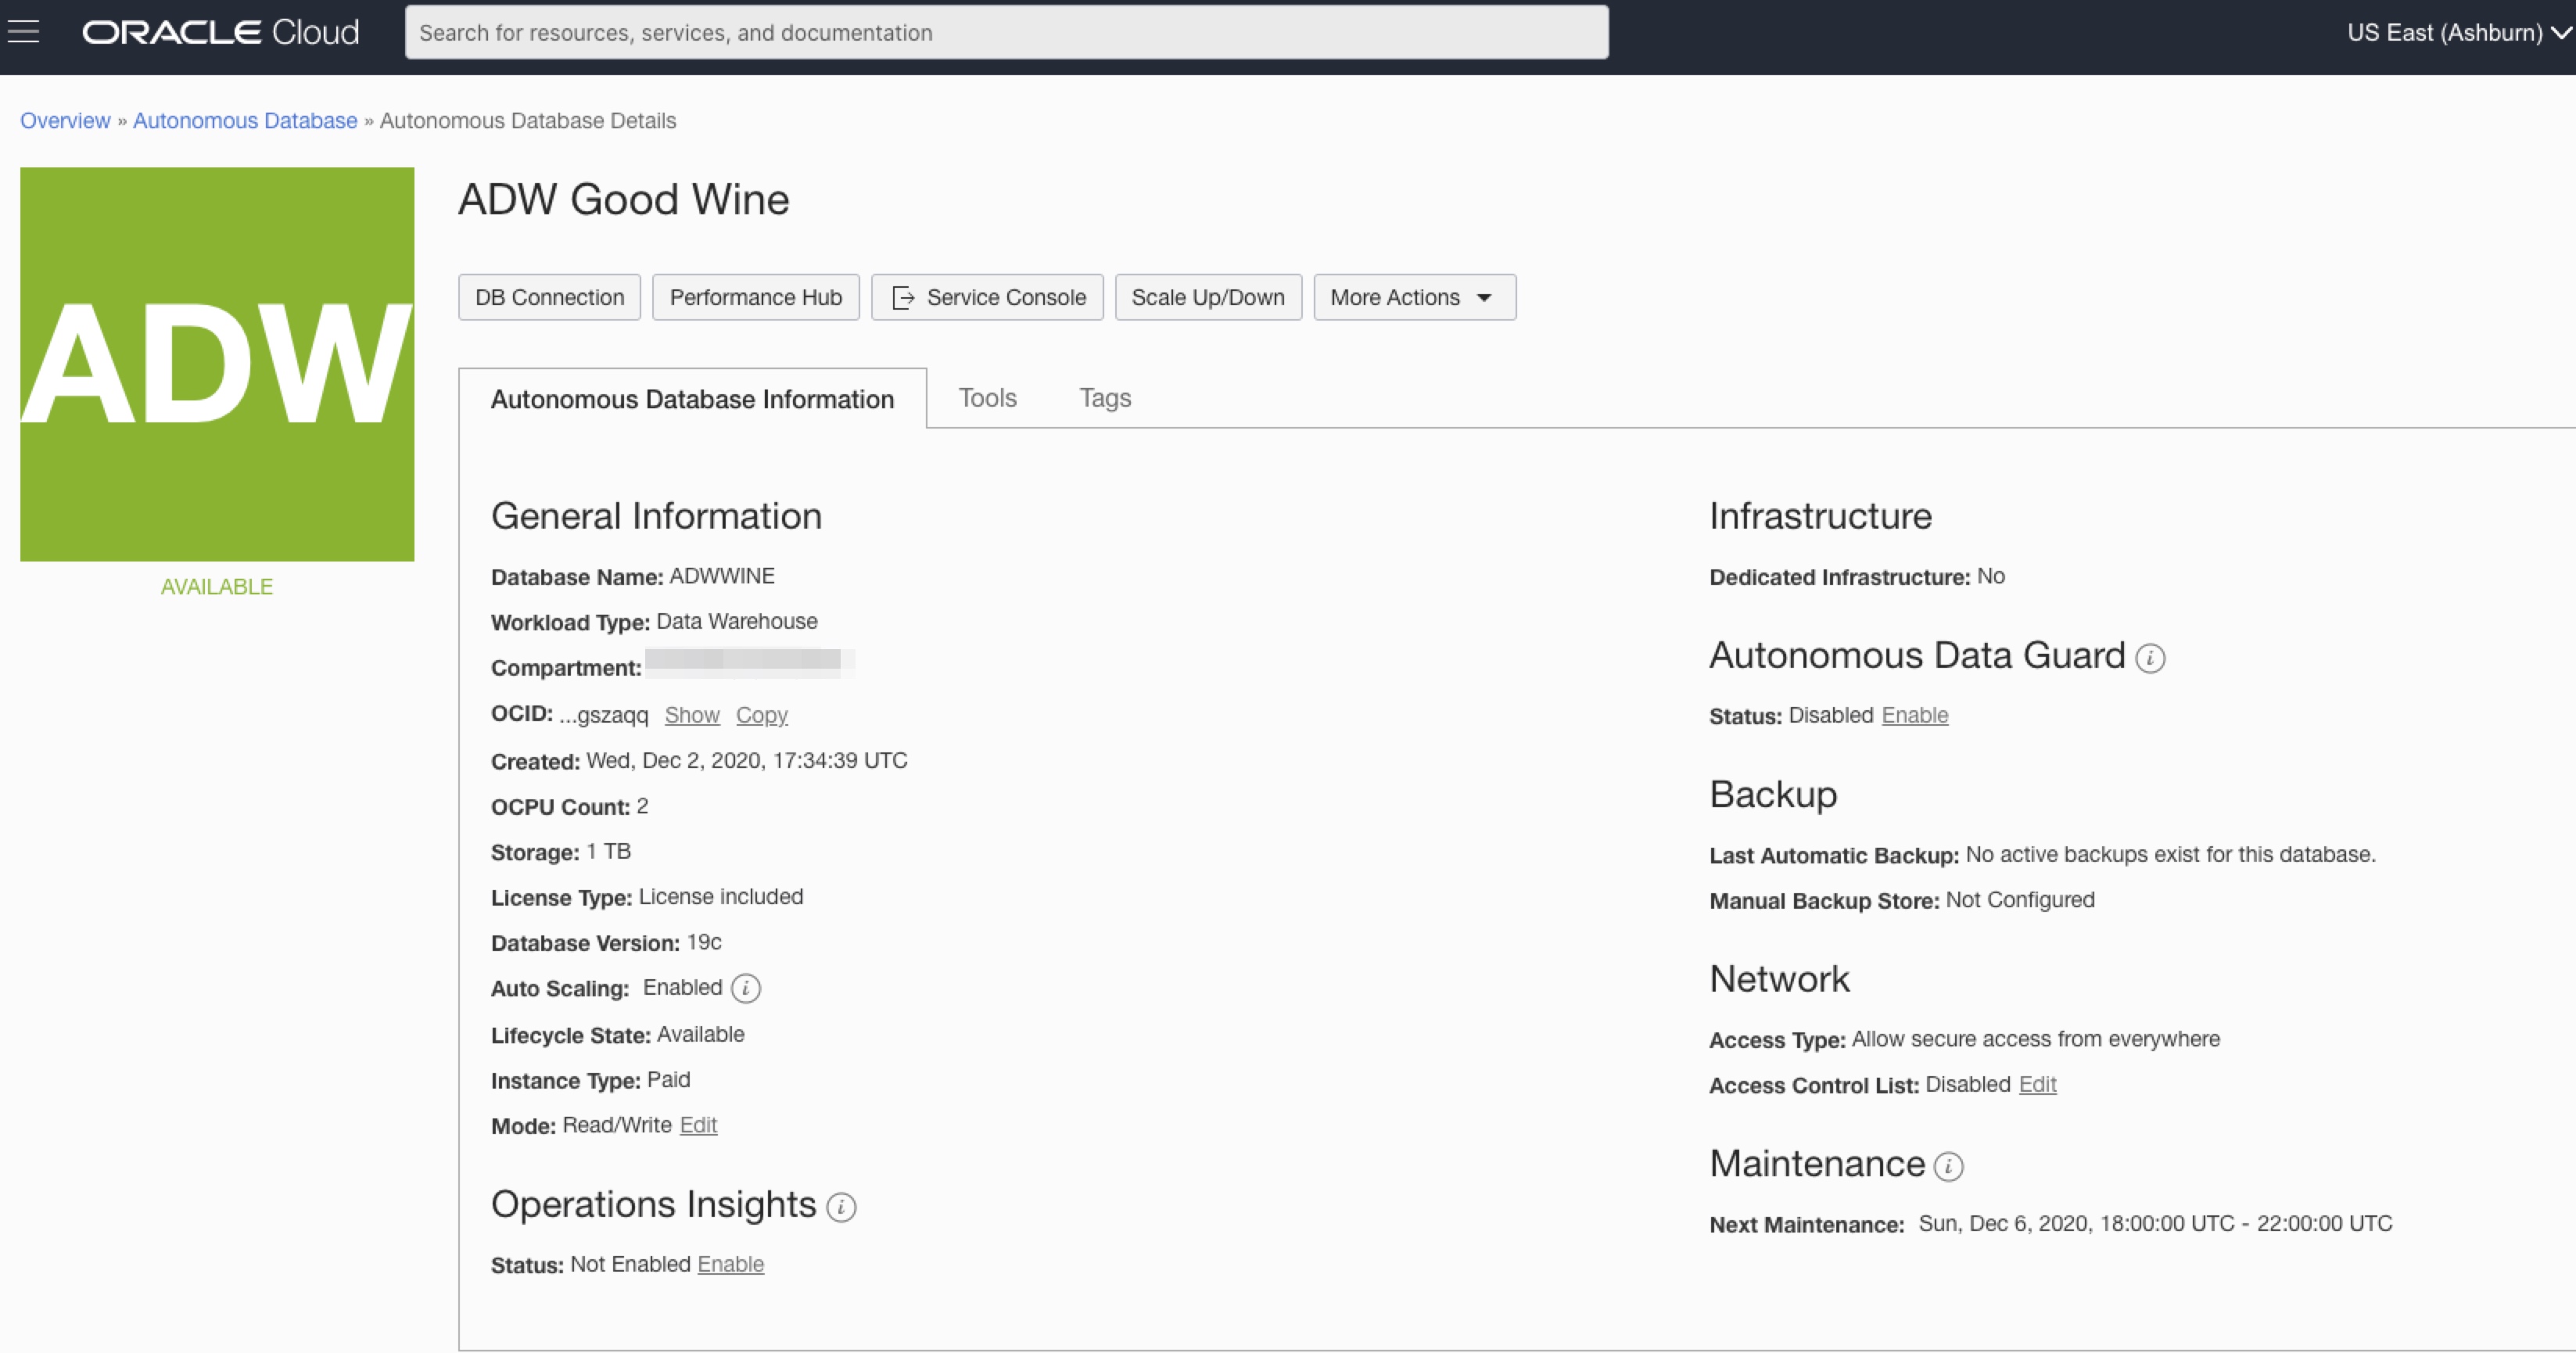 ORACLE Cloud
Search for resources, services, and documentation
US East (Ashburn)
Overview » Autonomous Database » Autonomous Database Details
ADW
AVAILABLE
ADW Good Wine
DB Connection
Performance Hub
Service Console
Scale Up/Down
More Actions
Autonomous Database Information
Tools
Tags
General Information
Database Name: ADWWINE
Workload Type: Data Warehouse
Compartment:
OCID: ...gszaqq Show Copy
Created: Wed, Dec 2, 2020, 17:34:39 UTC
OCPU Count: 2
Storage: 1 TB
License Type: License included
Database Version: 19c
Auto Scaling: Enabled i
Lifecycle State: Available
Instance Type: Paid
Mode: Read/Write Edit
Operations Insights i
Status: Not Enabled Enable
Infrastructure
Dedicated Infrastructure: No
Autonomous Data Guard i
Status: Disabled Enable
Backup
Last Automatic Backup: No active backups exist for this database.
Manual Backup Store: Not Configured
Network
Access Type: Allow secure access from everywhere
Access Control List: Disabled Edit
Maintenance i
Next Maintenance: Sun, Dec 6, 2020, 18:00:00 UTC - 22:00:00 UTC